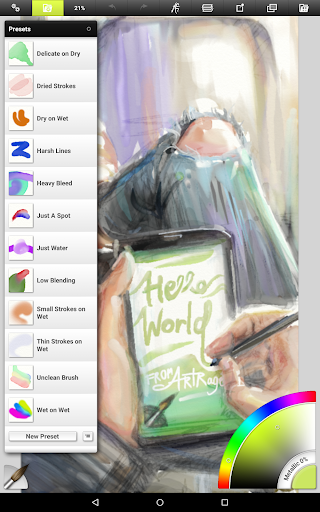 21%
Presets
Delicate on Dry
Dried Strokes
Dry on Wet
Harsh Lines
Heavy Bleed
Just A Spot
Just Water
Low Blending
Small Strokes on
Wet
Thin Strokes on
Wet
Unclean Brush
Wet on Wet
New Preset
Hello
World
FROM ARTRage
Metallic 0%